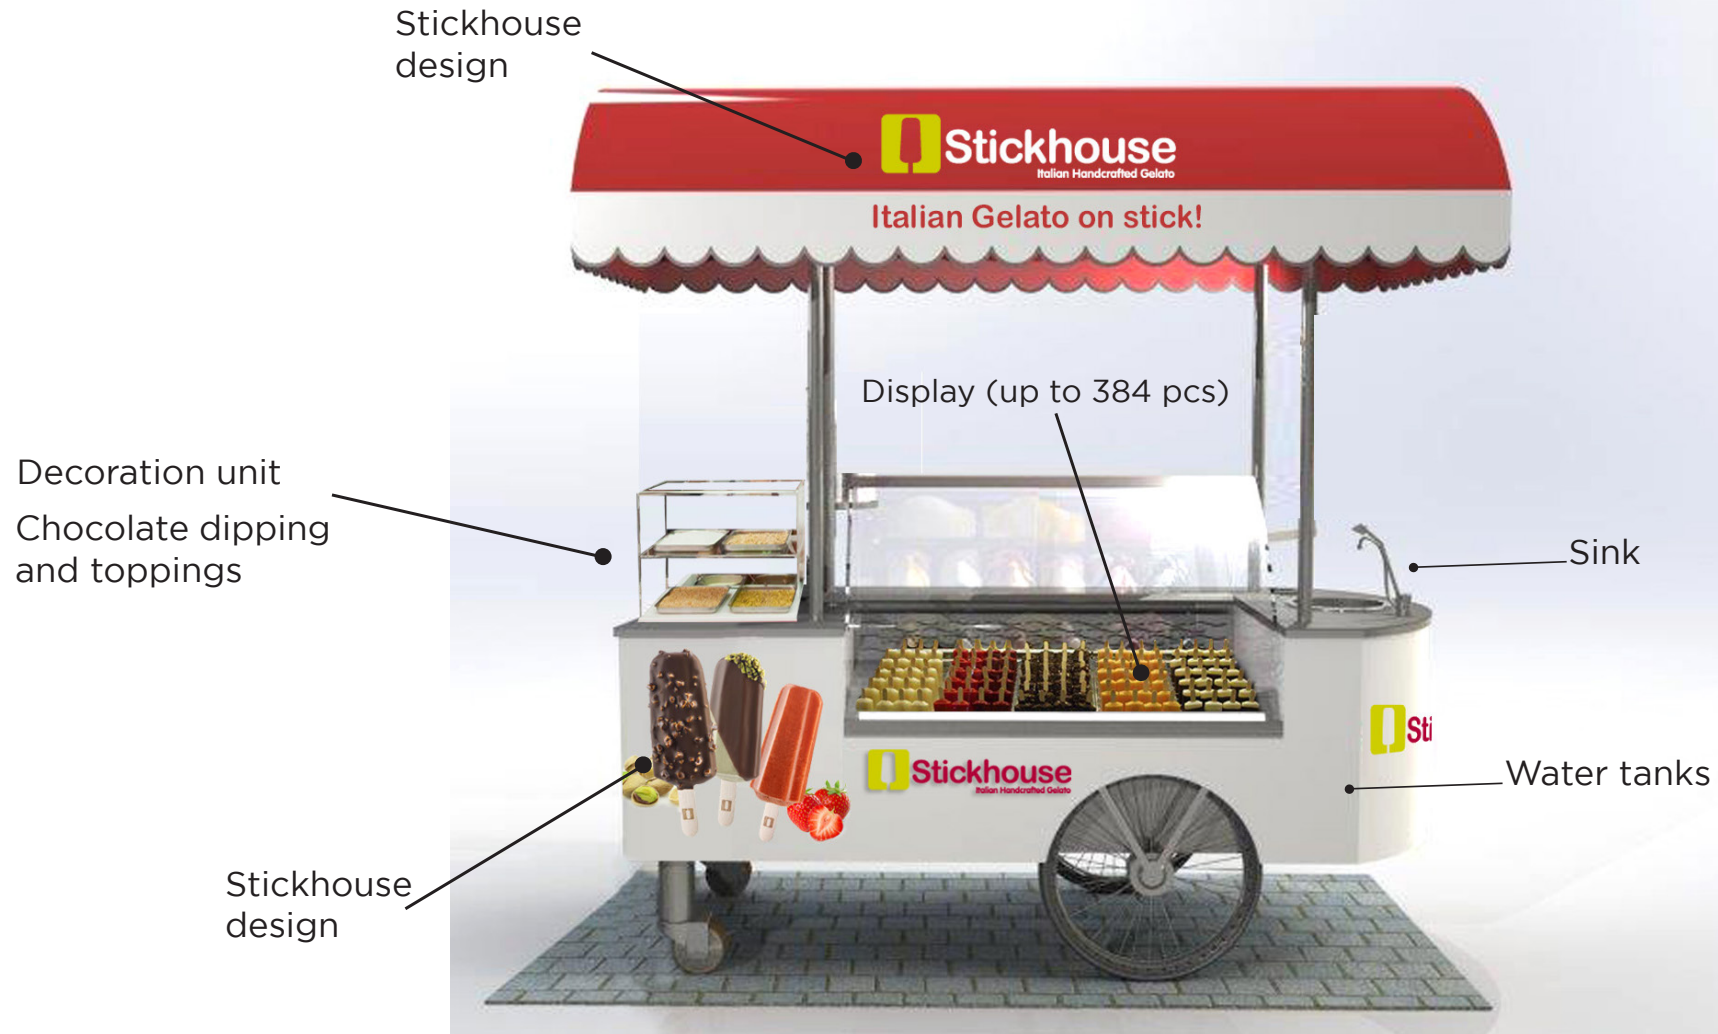 Stickhouse
design
Stickhouse
Italian Handcrafted Gelato
Italian Gelato on stick!
Display (up to 384 pcs)
Decoration unit
Chocolate dipping
and toppings
Sink
Sti
Stickhouse
Italian Handcrafted Gelato
Water tanks
Stickhouse
design